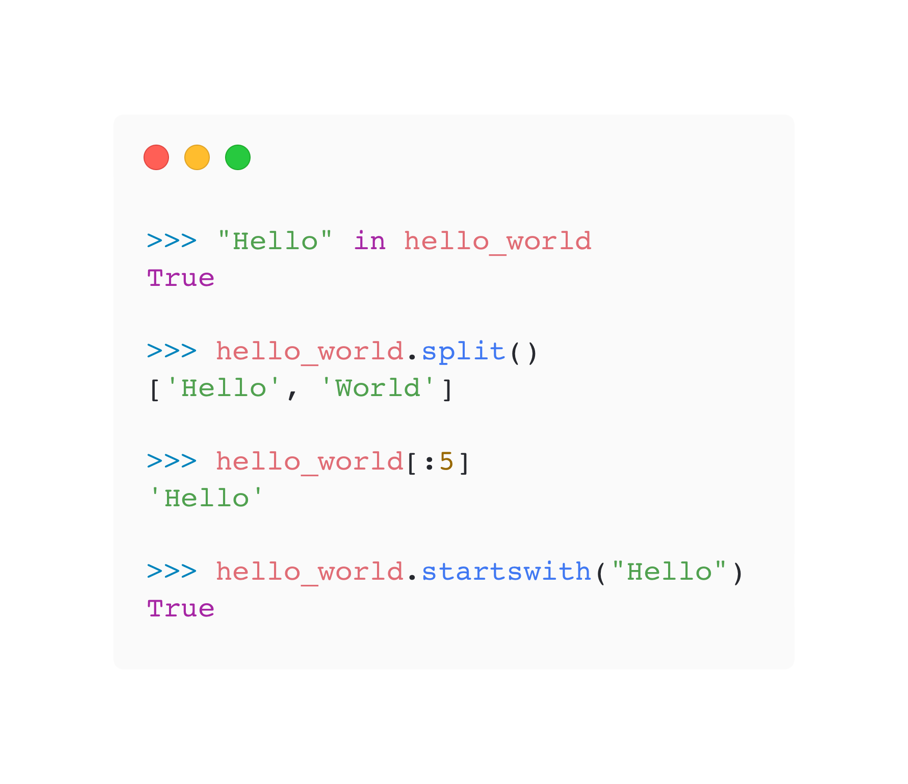 >>> "Hello" in hello_world
True
>>> hello_world.split()
['Hello', 'World']
>>> hello_world[:5]
'Hello'
>>> hello_world.startswith("Hello")
True